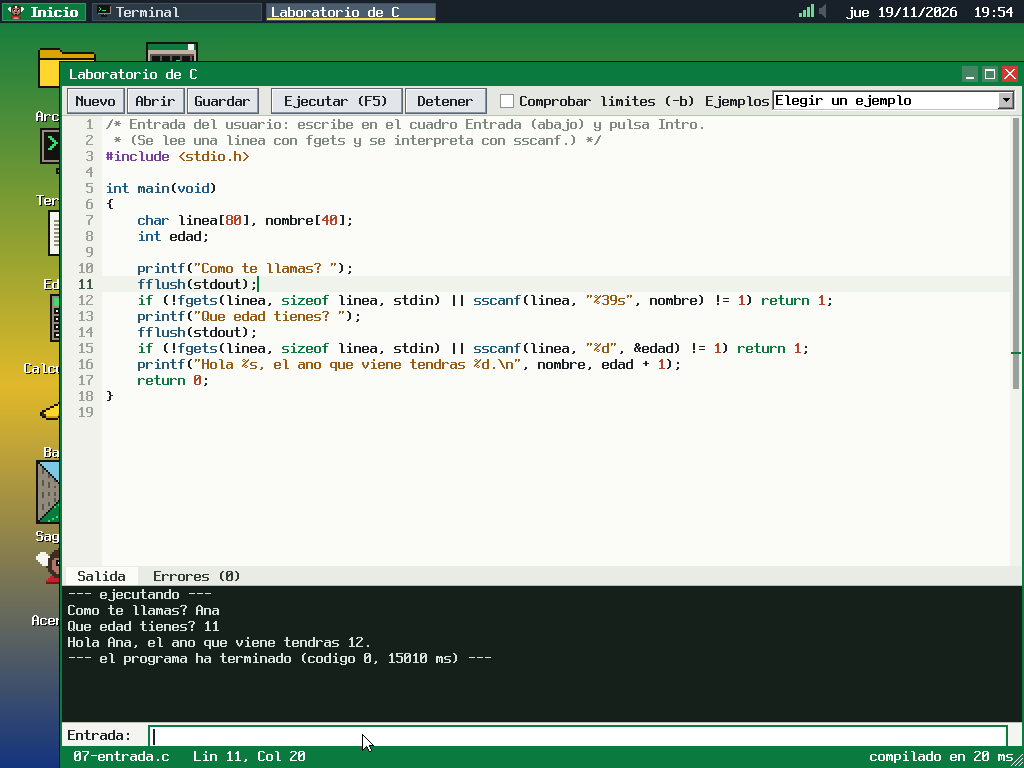 Inicio
Terminal
Laboratorio de C
jue 19/11/2026 19:54
Laboratorio de C
Nuevo
Abrir
Guardar
Ejecutar (F5)
Detener
Comprobar limites (-b)
Ejemplos
Elegir un ejemplo
1 /* Entrada del usuario: escribe en el cuadro Entrada (abajo) y pulsa Intro.
2 * (Se lee una linea con fgets y se interpreta con sscanf.) */
3 #include <stdio.h>
4
5 int main(void)
6 {
7 char linea[80], nombre[40];
8 int edad;
9
10 printf("Como te llamas? ");
11 fflush(stdout);
12 if (!fgets(linea, sizeof linea, stdin) || sscanf(linea, "%39s", nombre) != 1) return 1;
13 printf("Que edad tienes? ");
14 fflush(stdout);
15 if (!fgets(linea, sizeof linea, stdin) || sscanf(linea, "%d", &edad) != 1) return 1;
16 printf("Hola %s, el ano que viene tendras %d.\n", nombre, edad + 1);
17 return 0;
18 }
19
Arc
Ter
Ed
Calcu
Ba
Sag
Acer
Salida
Errores (0)
--- ejecutando ---
Como te llamas? Ana
Que edad tienes? 11
Hola Ana, el ano que viene tendras 12.
--- el programa ha terminado (codigo 0, 15010 ms) ---
Entrada:
07-entrada.c
Lin 11, Col 20
compilado en 20 ms